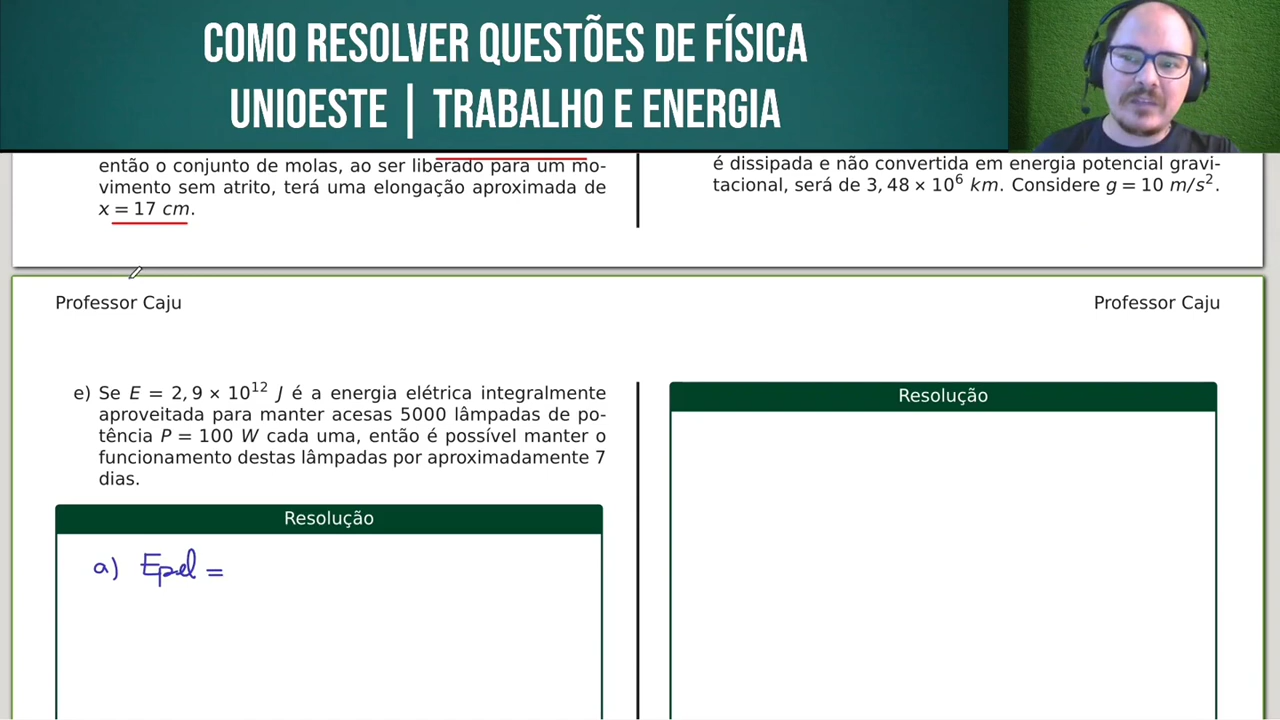 COMO RESOLVER QUESTÕES DE FÍSICA
UNIOESTE | TRABALHO E ENERGIA
então o conjunto de molas, ao ser liberado para um mo-
vimento sem atrito, terá uma elongação aproximada de
x = 17 cm.
é dissipada e não convertida em energia potencial gravi-
tacional, será de 3, 48 × 10⁶ km. Considere g = 10 m/s².
Professor Caju
Professor Caju
e) Se E = 2, 9 × 10¹² J é a energia elétrica integralmente
aproveitada para manter acesas 5000 lâmpadas de po-
tência P = 100 W cada uma, então é possível manter o
funcionamento destas lâmpadas por aproximadamente 7
dias.
Resolução
a) Epel =
Resolução